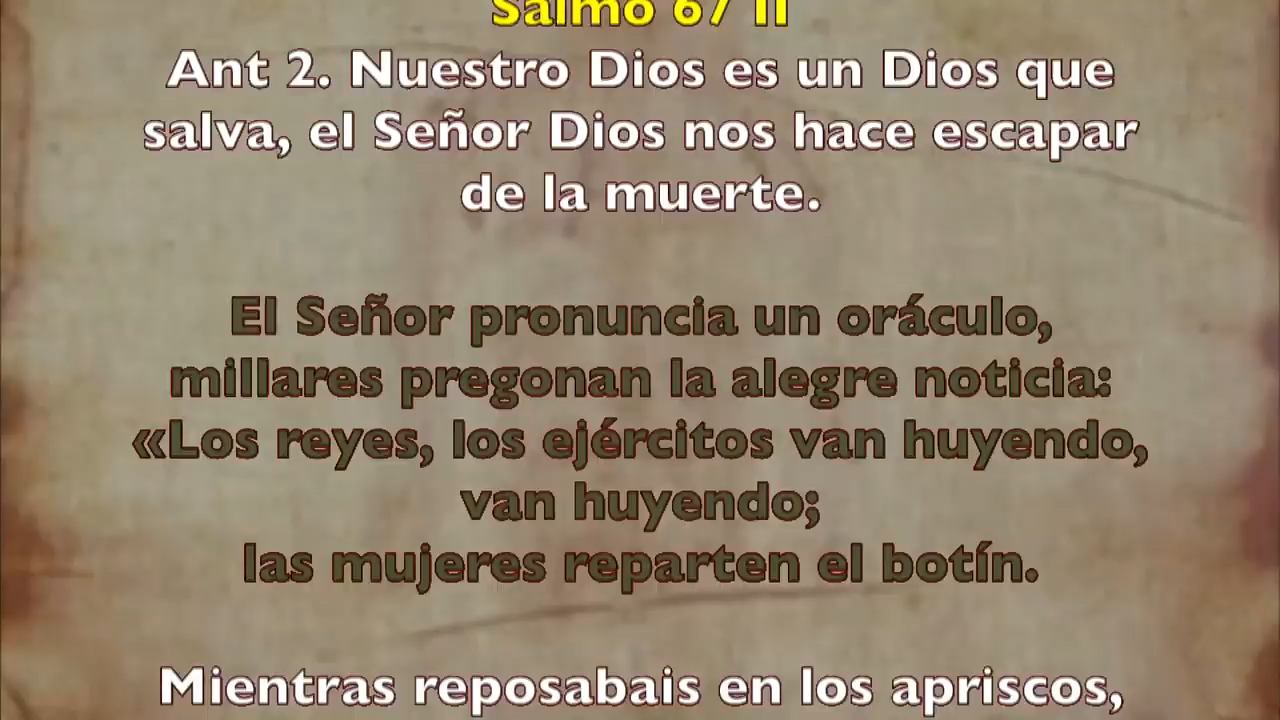 Salmo 67 II
Ant 2. Nuestro Dios es un Dios que
salva, el Señor Dios nos hace escapar
de la muerte.
El Señor pronuncia un oráculo,
millares pregonan la alegre noticia:
«Los reyes, los ejércitos van huyendo,
van huyendo;
las mujeres reparten el botín.
Mientras reposabais en los apriscos,